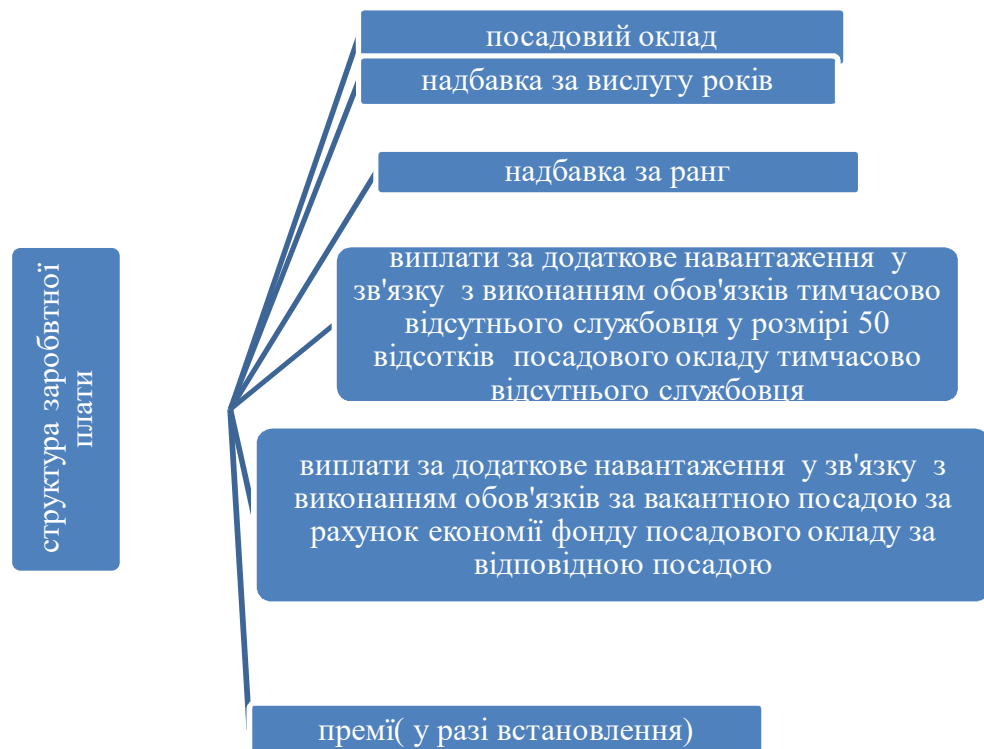 структура заробвтної
плати
посадовий оклад
надбавка за вислугу років
надбавка за ранг
виплати за додаткове навантаження у
зв'язку з виконанням обов'язків тимчасово
відсутнього службовця у розмірі 50
відсотків посадового окладу тимчасово
відсутнього службовця
виплати за додаткове навантаження у зв'язку з
виконанням обов'язків за вакантною посадою за
рахунок економії фонду посадового окладу за
відповідною посадою
премії( у разі встановлення)